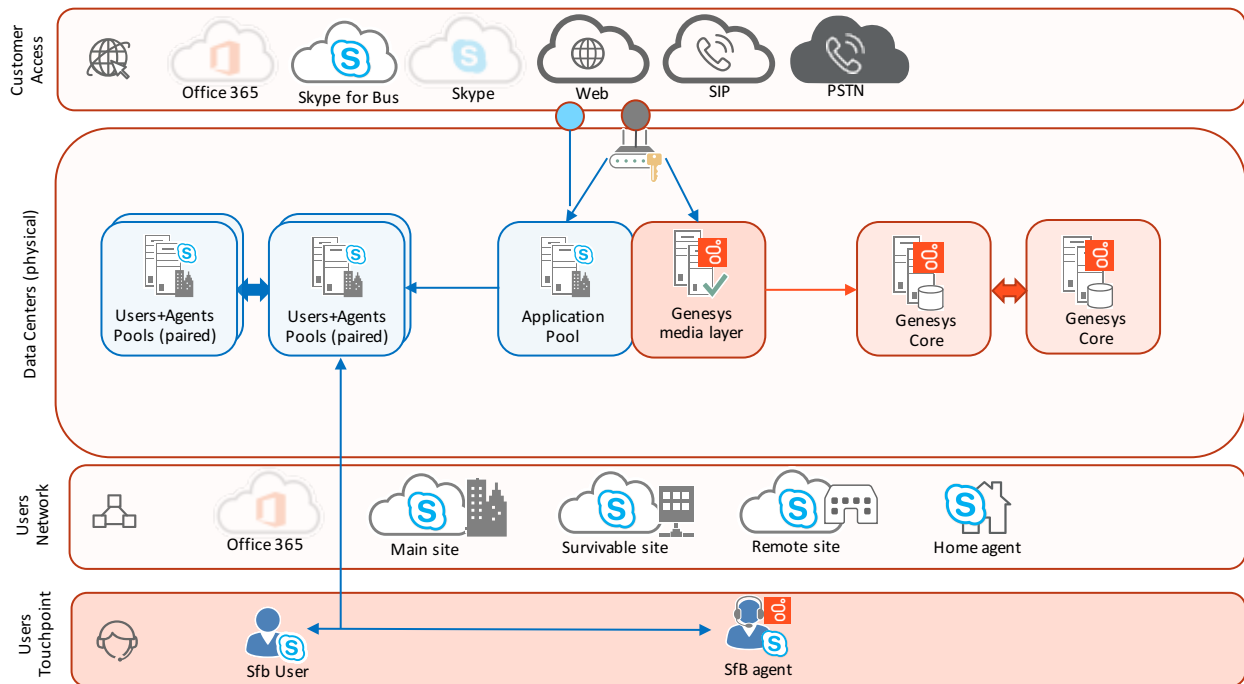 Customer
Access
Office 365
Skype for Bus
Skype
Web
SIP
PSTN
Data Centers (physical)
Users+Agents
Pools (paired)
Users+Agents
Pools (paired)
Application
Pool
Genesys
media layer
Genesys
Core
Genesys
Core
Users
Network
Office 365
Main site
Survivable site
Remote site
Home agent
Users
Touchpoint
Sfb User
SfB agent